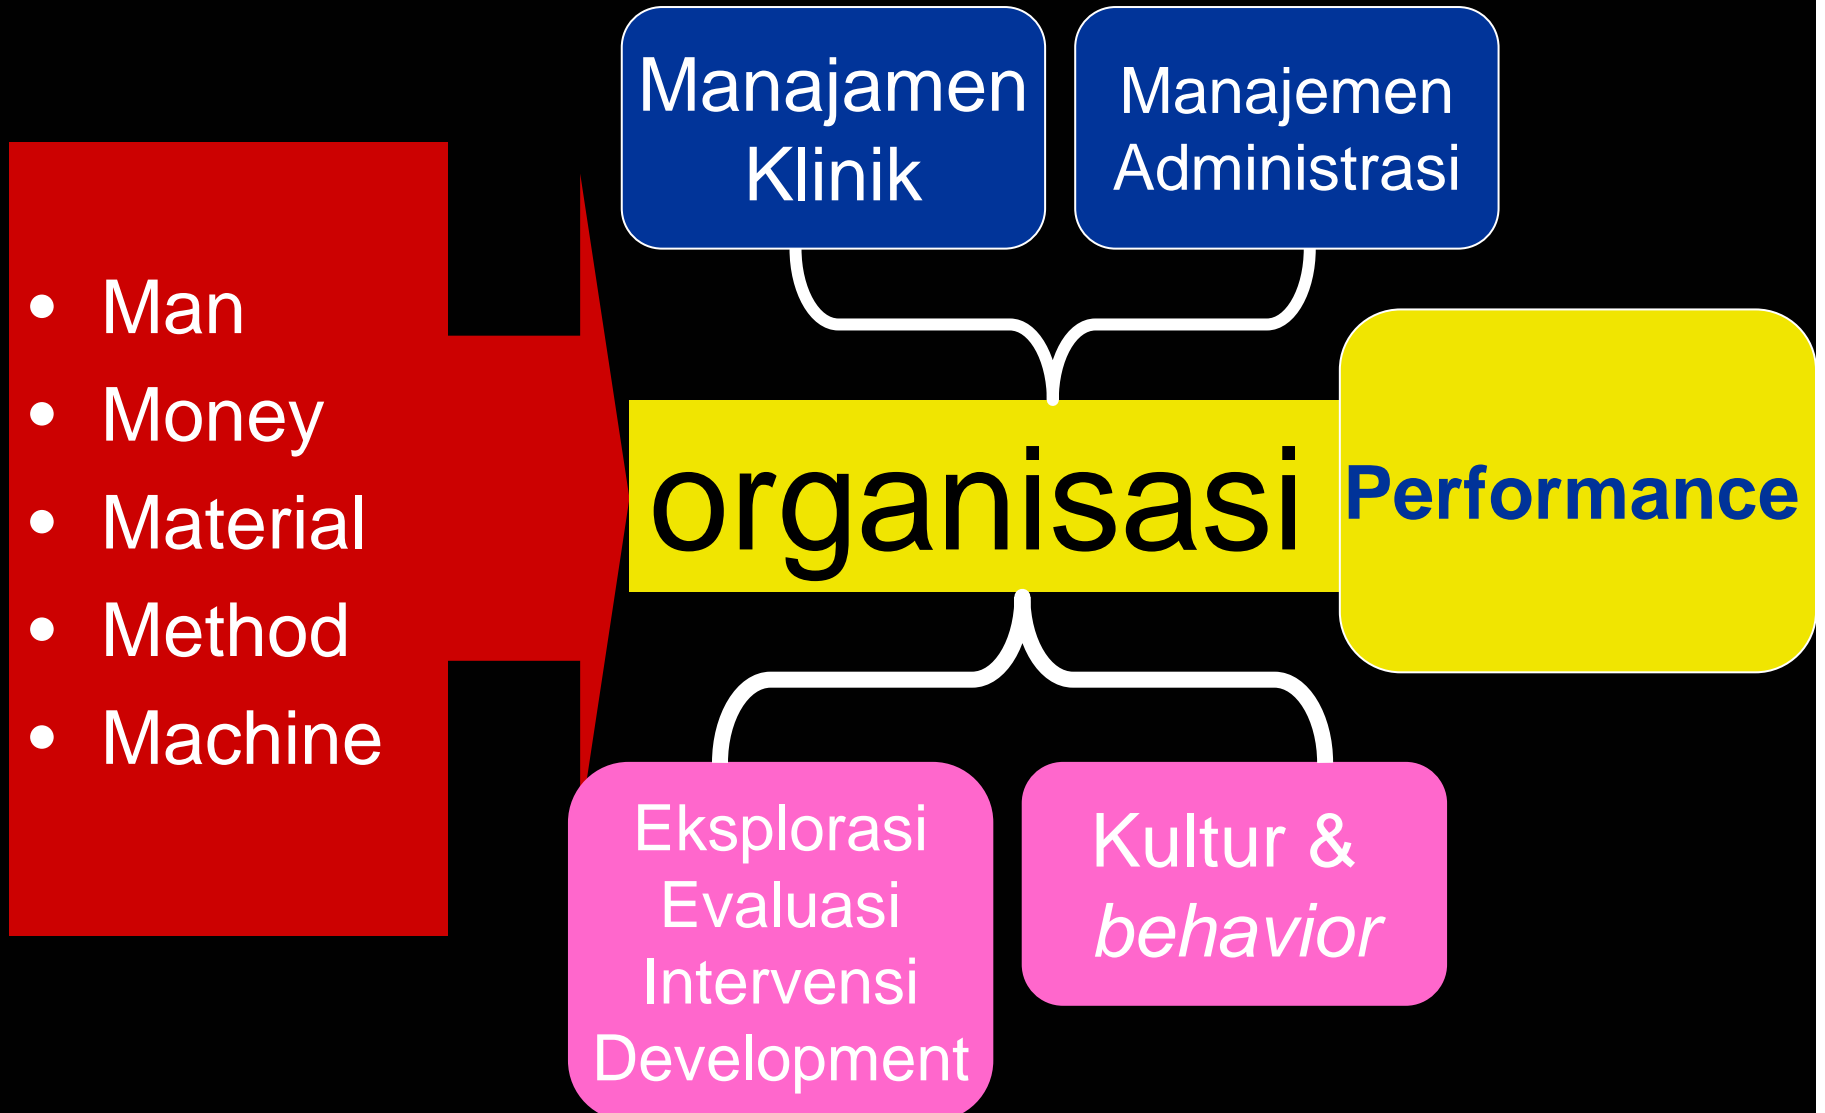 Manajamen
Klinik
Manajemen
Administrasi
• Man
• Money
• Material
• Method
• Machine
organisasi
Performance
Eksplorasi
Evaluasi
Intervensi
Development
Kultur &
behavior